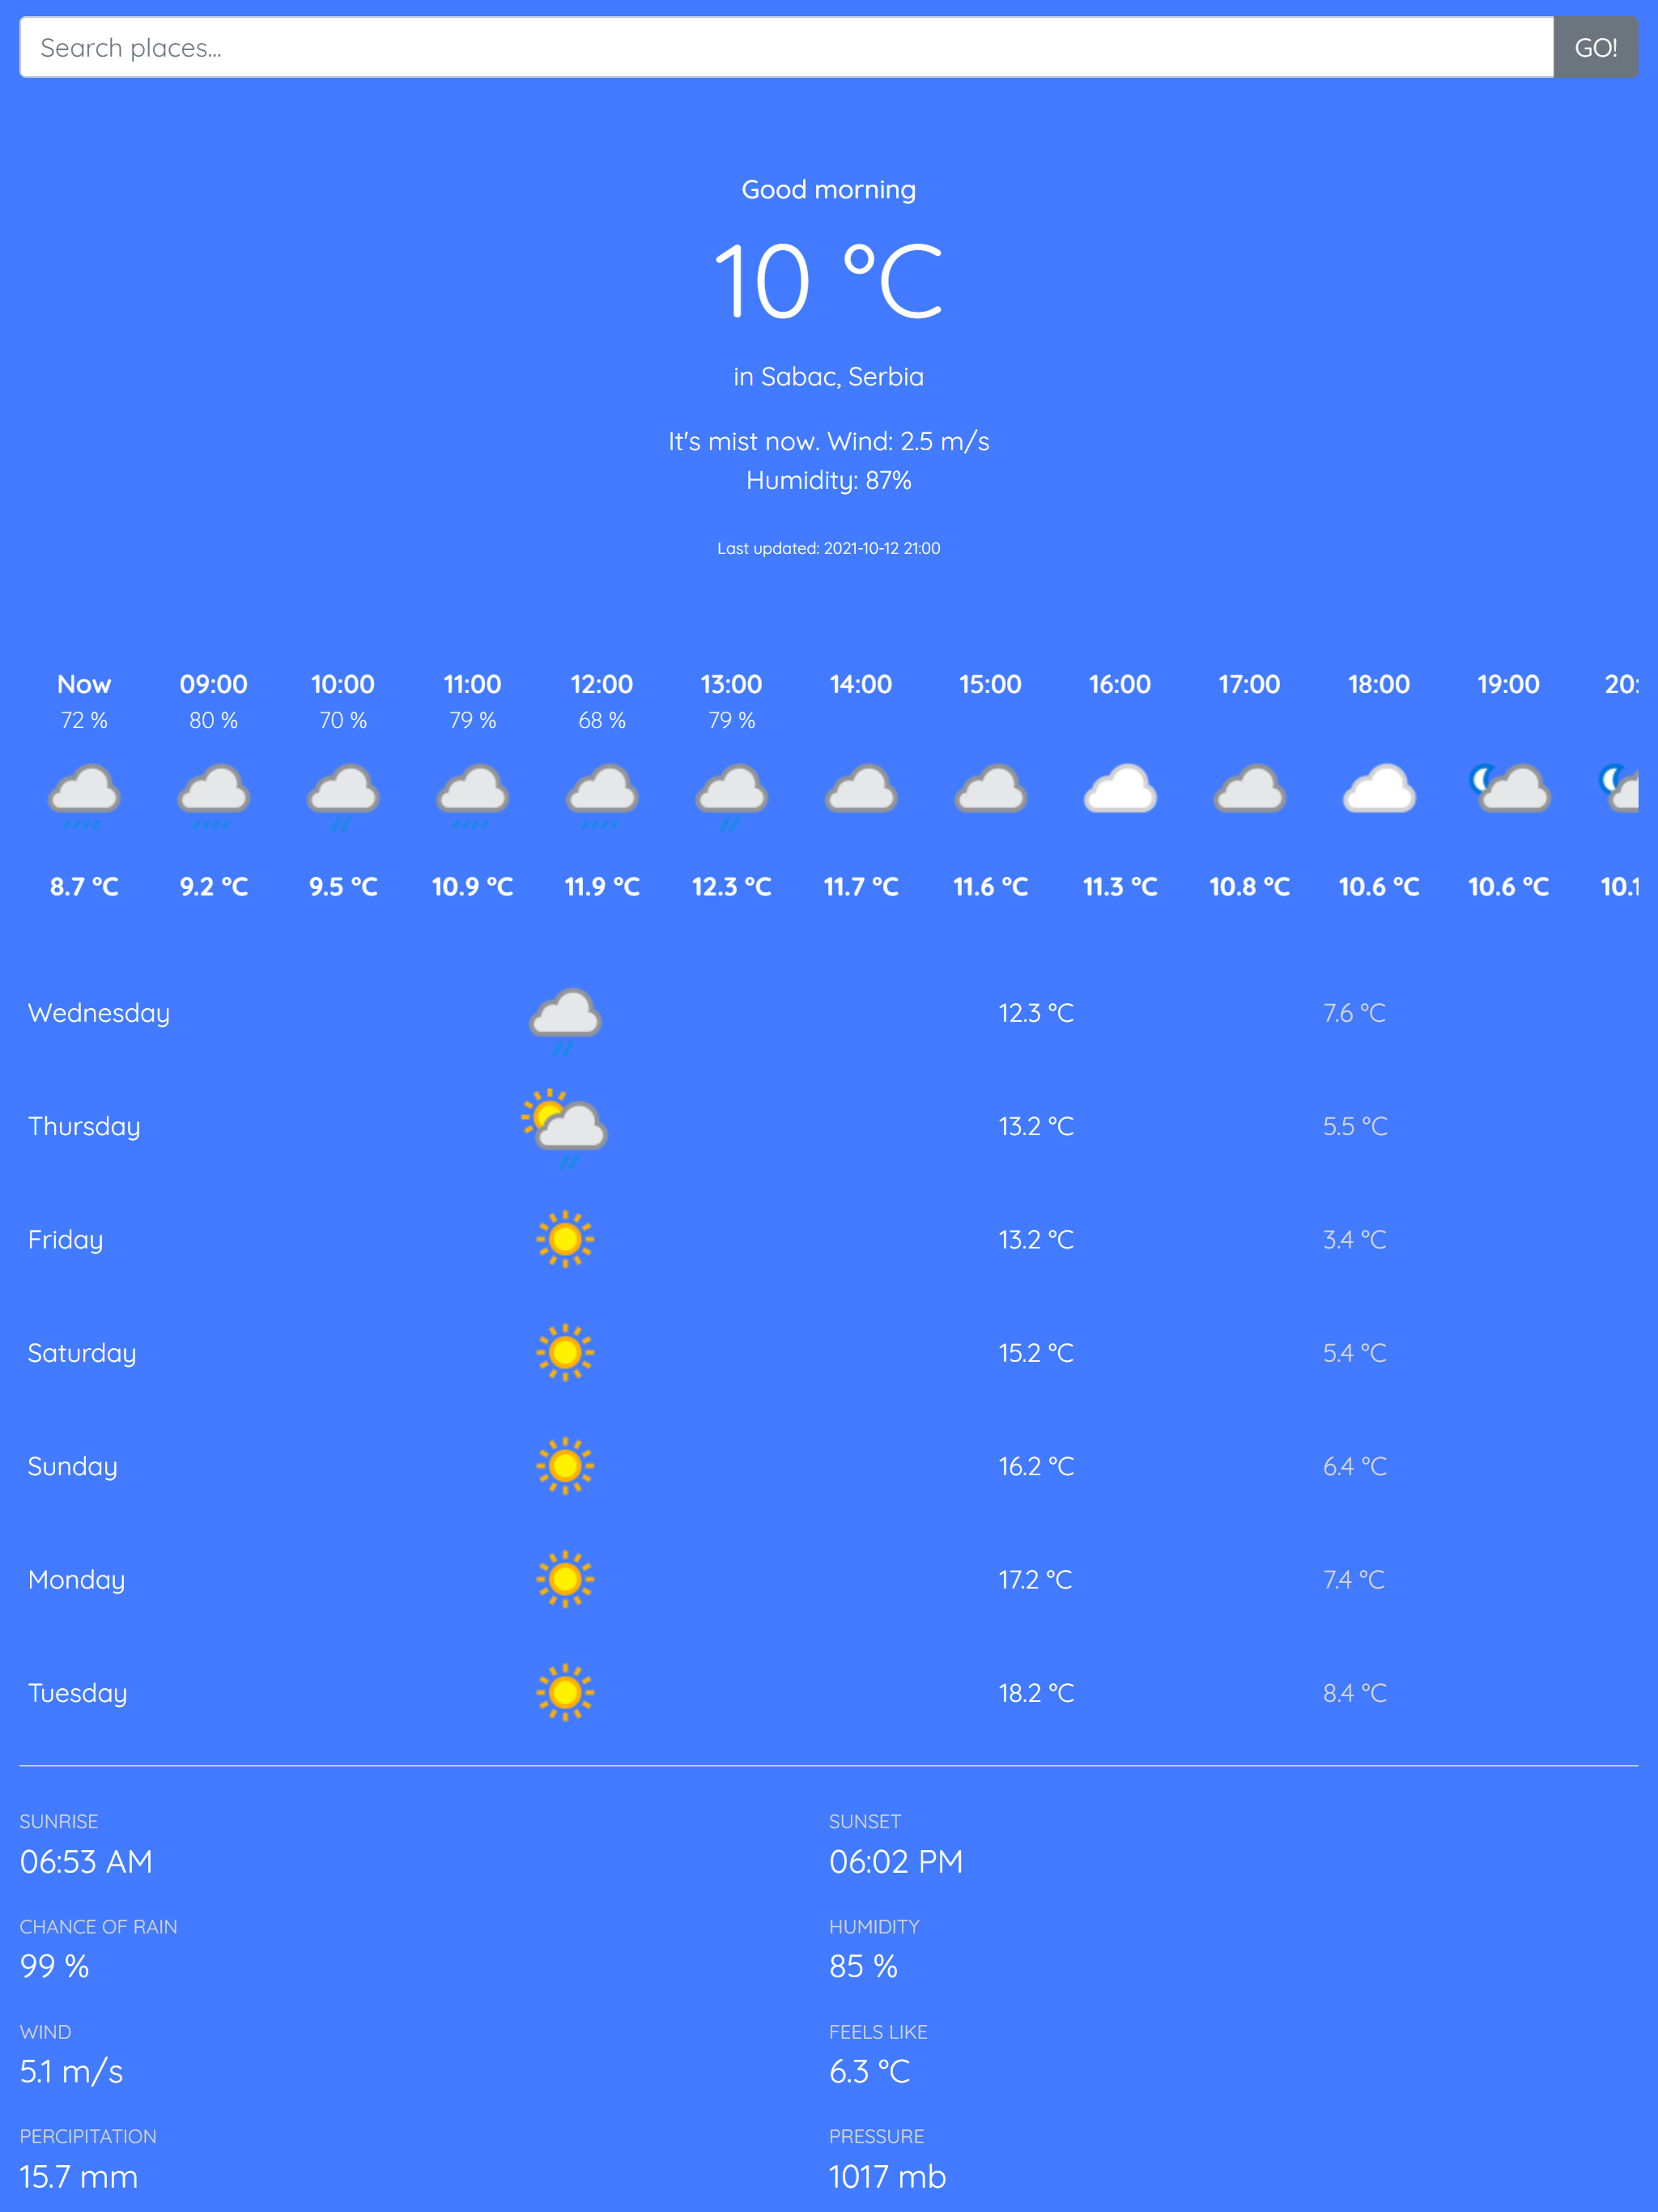 Search places...
GO!
Good morning
10 °C
in Sabac, Serbia
It's mist now. Wind: 2.5 m/s
Humidity: 87%
Last updated: 2021-10-12 21:00
Now 09:00 10:00 11:00 12:00 13:00 14:00 15:00 16:00 17:00 18:00 19:00 20:
72 % 80 % 70 % 79 % 68 % 79 %
8.7 °C 9.2 °C 9.5 °C 10.9 °C 11.9 °C 12.3 °C 11.7 °C 11.6 °C 11.3 °C 10.8 °C 10.6 °C 10.6 °C 10.1
Wednesday 12.3 °C 7.6 °C
Thursday 13.2 °C 5.5 °C
Friday 13.2 °C 3.4 °C
Saturday 15.2 °C 5.4 °C
Sunday 16.2 °C 6.4 °C
Monday 17.2 °C 7.4 °C
Tuesday 18.2 °C 8.4 °C
SUNRISE SUNSET
06:53 AM 06:02 PM
CHANCE OF RAIN HUMIDITY
99 % 85 %
WIND FEELS LIKE
5.1 m/s 6.3 °C
PERCIPITATION PRESSURE
15.7 mm 1017 mb